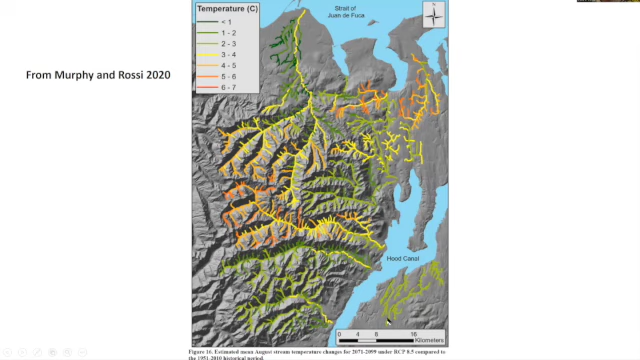 Temperature (C)
< 1
1 - 2
2 - 3
3 - 4
4 - 5
5 - 6
6 - 7
Strait of
Juan de Fuca
N
From Murphy and Rossi 2020
Hood Canal
0 4 8 16
Kilometers
Figure 16. Estimated mean August stream temperature changes for 2071-2099 under RCP 8.5 compared to
the 1951-2010 historical period.